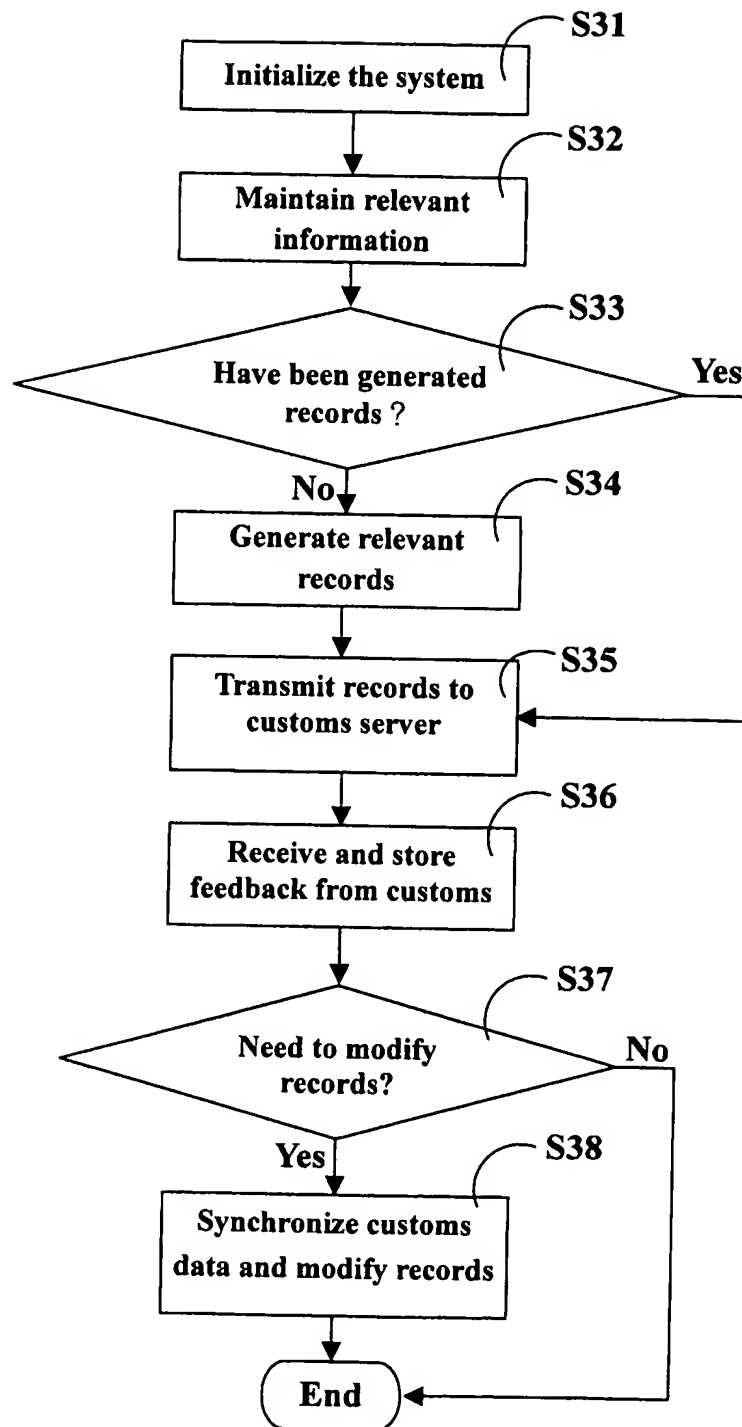 S31
Initialize the system
S32
Maintain relevant
information
S33
Have been generated
records？
Yes
No
S34
Generate relevant
records
S35
Transmit records to
customs server
S36
Receive and store
feedback from customs
S37
Need to modify
records?
No
Yes
S38
Synchronize customs
data and modify records
End